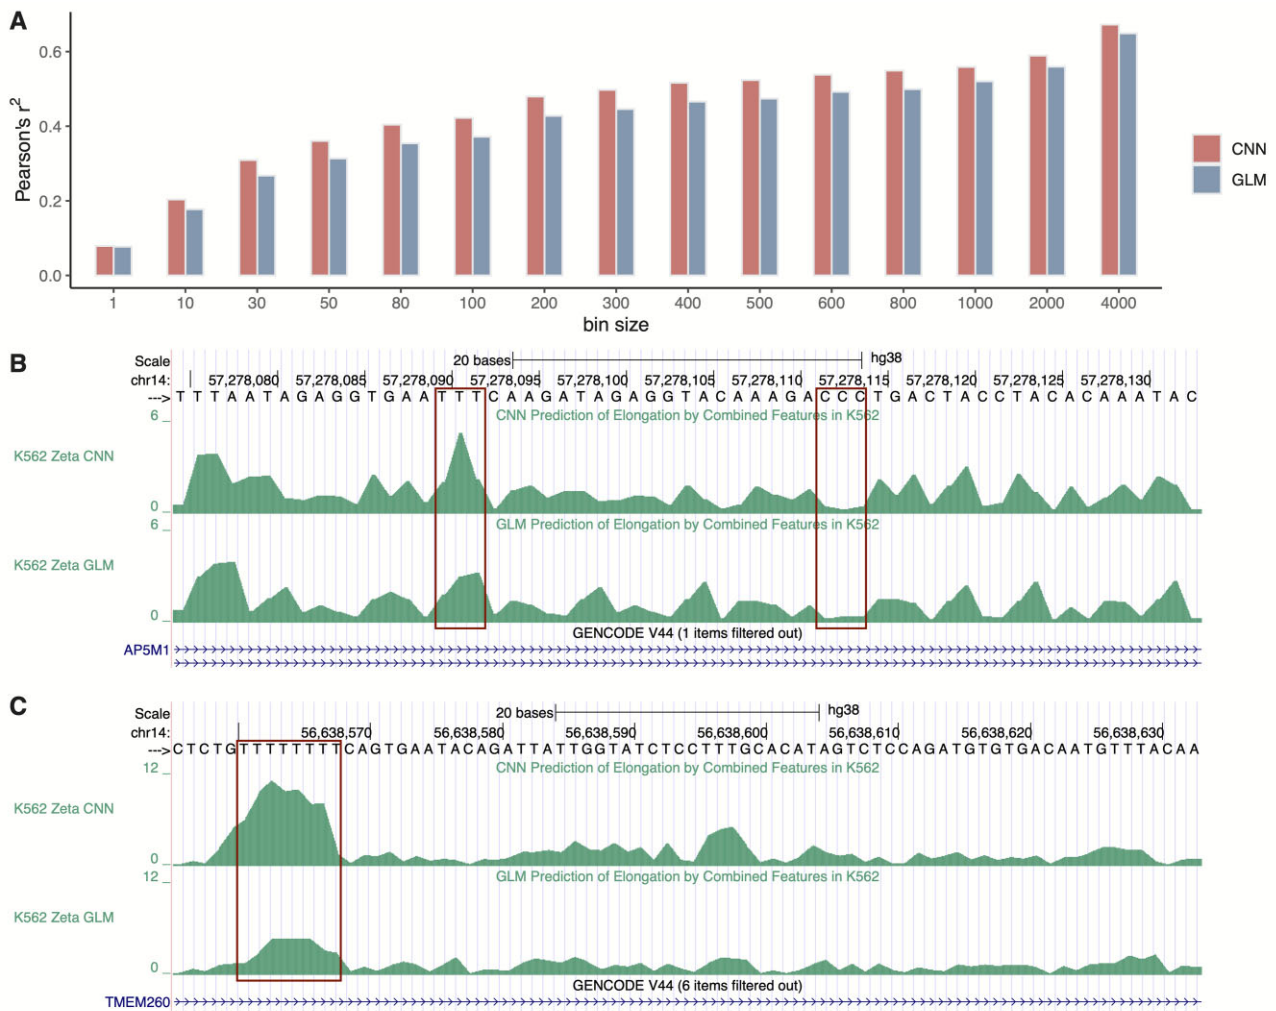 A
Pearson's r²
0.6
0.4
0.2
0.0
1 10 30 50 80 100 200 300 400 500 600 800 1000 2000 4000
bin size
CNN
GLM
B
Scale 20 bases hg38
chr14: 57,278,080 57,278,085 57,278,090 57,278,095 57,278,100 57,278,105 57,278,110 57,278,115 57,278,120 57,278,125 57,278,130
---> T T T A A T A G A G G T G A A T T T C A A G A T A G A G G T A C A A A G A C C C T G A C T A C C T A C A C A A A T A C
CNN Prediction of Elongation by Combined Features in K562
6
K562 Zeta CNN
0
GLM Prediction of Elongation by Combined Features in K562
6
K562 Zeta GLM
0
GENCODE V44 (1 items filtered out)
AP5M1
C
Scale 20 bases hg38
chr14: 56,638,570 56,638,580 56,638,590 56,638,600 56,638,610 56,638,620 56,638,630
---> C T C T G T T T T T T T T C A G T G A A T A C A G A T T A T T G G T A T C T C C T T T G C A C A T A G T C T C C A G A T G T G T G A C A A T G T T T A C A A
CNN Prediction of Elongation by Combined Features in K562
12
K562 Zeta CNN
0
GLM Prediction of Elongation by Combined Features in K562
12
K562 Zeta GLM
0
GENCODE V44 (6 items filtered out)
TMEM260